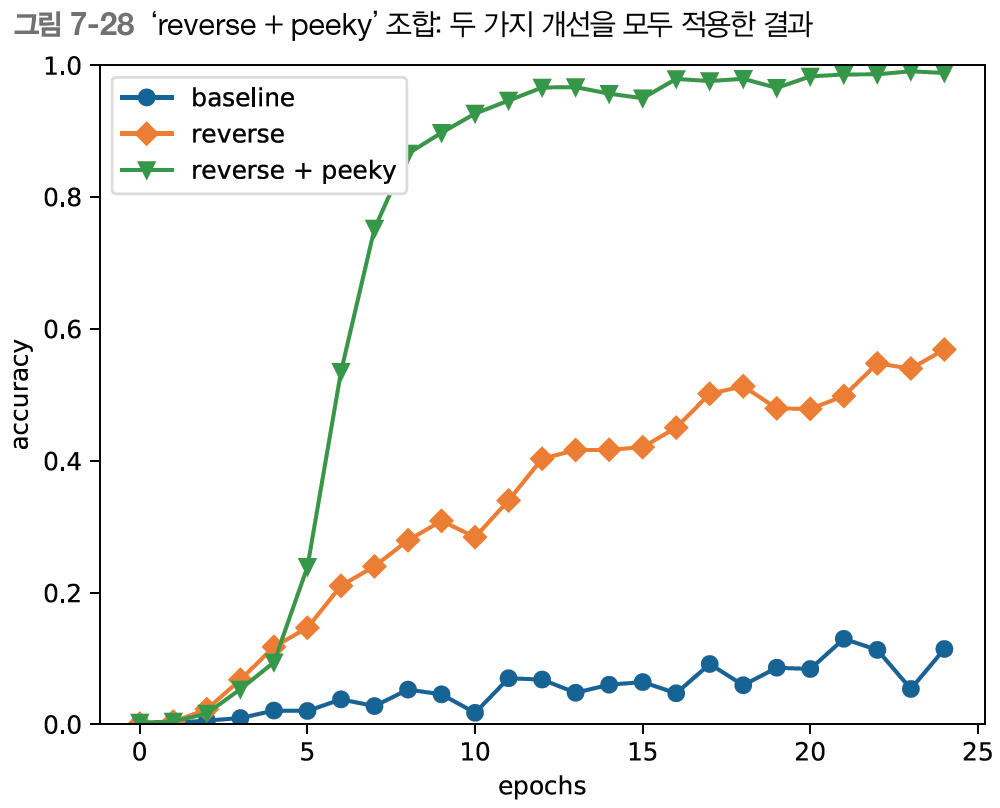 그림 7-28 ‘reverse + peeky’ 조합: 두 가지 개선을 모두 적용한 결과
1.0
baseline
reverse
reverse + peeky
0.8
0.6
accuracy
0.4
0.2
0.0
0 5 10 15 20 25
epochs